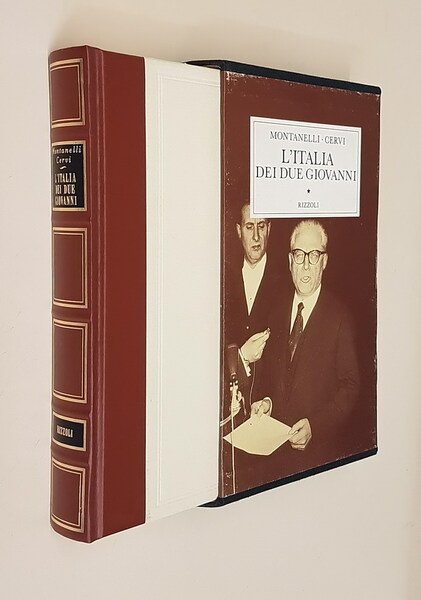 Montanelli
Cervi
L'ITALIA
DEI DUE
GIOVANNI
RIZZOLI
MONTANELLI · CERVI
L'ITALIA
DEI DUE GIOVANNI
*
RIZZOLI